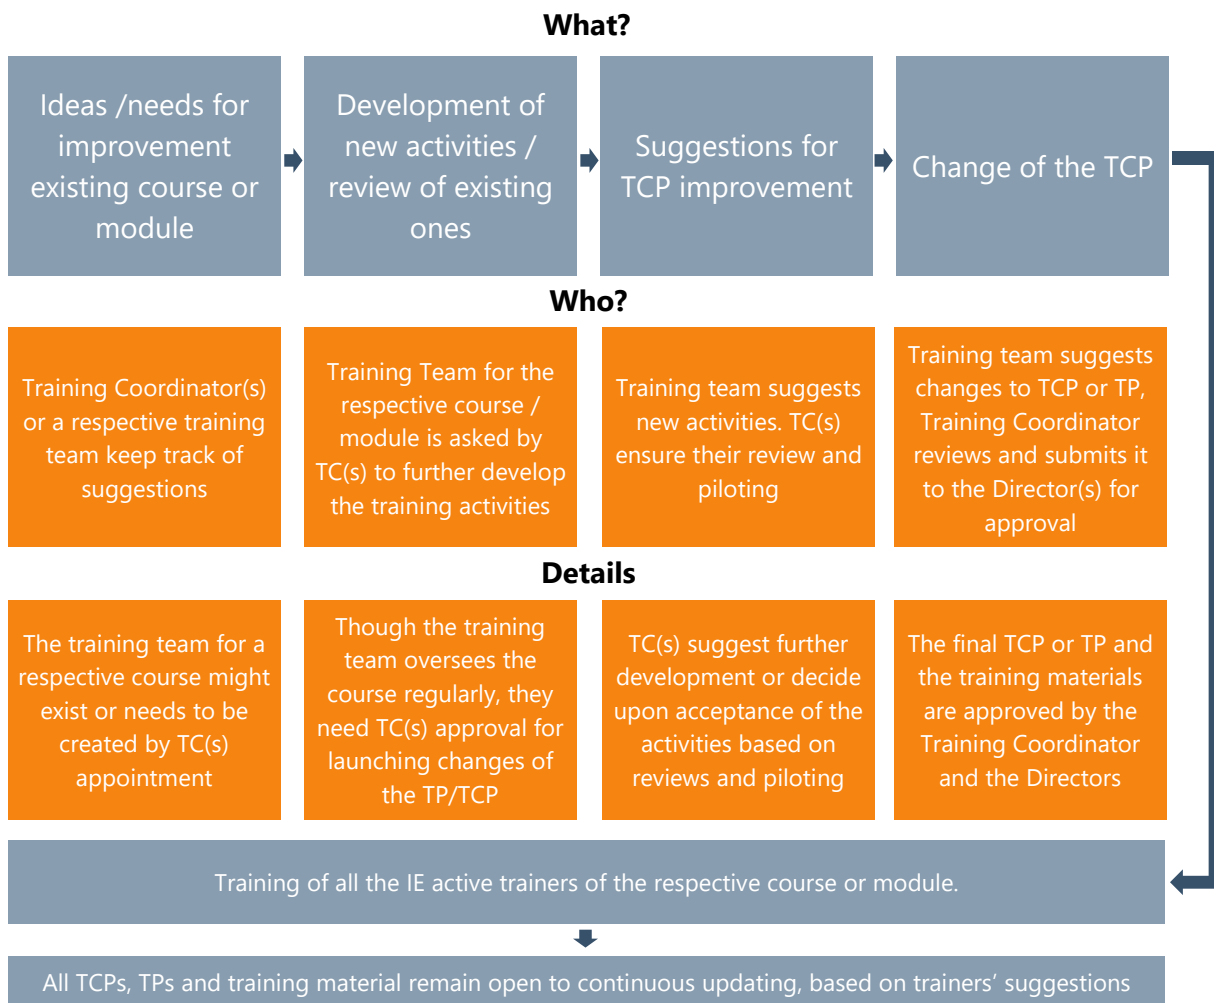 What?
Ideas /needs for
improvement
existing course or
module
Development of
new activities /
review of existing
ones
Suggestions for
TCP improvement
Change of the TCP
Who?
Training Coordinator(s)
or a respective training
team keep track of
suggestions
Training Team for the
respective course /
module is asked by
TC(s) to further develop
the training activities
Training team suggests
new activities. TC(s)
ensure their review and
piloting
Training team suggests
changes to TCP or TP,
Training Coordinator
reviews and submits it
to the Director(s) for
approval
Details
The training team for a
respective course might
exist or needs to be
created by TC(s)
appointment
Though the training
team oversees the
course regularly, they
need TC(s) approval for
launching changes of
the TP/TCP
TC(s) suggest further
development or decide
upon acceptance of the
activities based on
reviews and piloting
The final TCP or TP and
the training materials
are approved by the
Training Coordinator
and the Directors
Training of all the IE active trainers of the respective course or module.
All TCPs, TPs and training material remain open to continuous updating, based on trainers’ suggestions